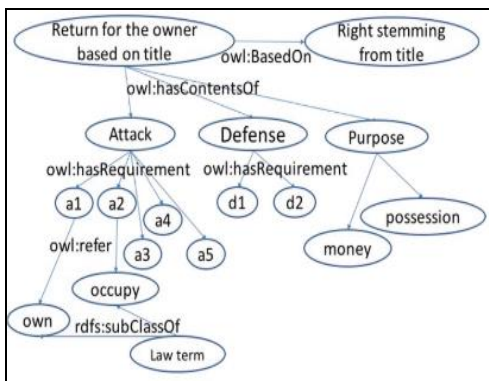 Return for the owner
based on title
Right stemming
from title
owl:BasedOn
owl:hasContentsOf
Attack
Defense
Purpose
owl:hasRequirement
owl:hasRequirement
a1
a2
a4
a3
a5
d1
d2
possession
money
owl:refer
occupy
own
rdfs:subClassOf
Law term